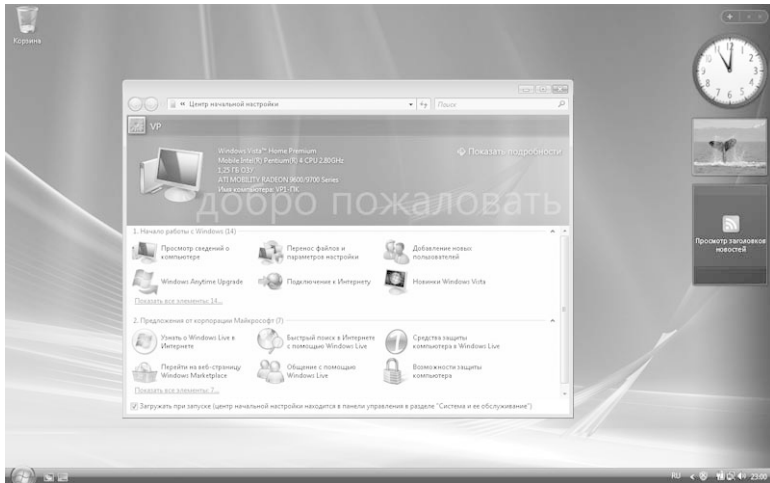 Корзина
Центр начальной настройки
Поиск
VP
Windows Vista™ Home Premium
Mobile Intel(R) Pentium(R) 4 CPU 2.80GHz
1,25 ГБ ОЗУ
ATI MOBILITY RADEON 9600/9700 Series
Имя компьютера: VP1-ПК
Показать подробности
добро пожаловать
1. Начало работы с Windows (14)
Просмотр сведений о
компьютере
Перенос файлов и
параметров настройки
Добавление новых
пользователей
Windows Anytime Upgrade
Подключение к Интернету
Новинки Windows Vista
Показать все элементы: 14...
2. Предложения от корпорации Майкрософт (7)
Узнать о Windows Live в
Интернете
Быстрый поиск в Интернете
с помощью Windows Live
Средства защиты
компьютера в Windows Live
Перейти на веб-страницу
Windows Marketplace
Общение с помощью
Windows Live
Возможности защиты
компьютера
Показать все элементы: 7...
Загружать при запуске (центр начальной настройки находится в панели управления в разделе "Система и ее обслуживание")
Просмотр заголовков
новостей
RU
23:00